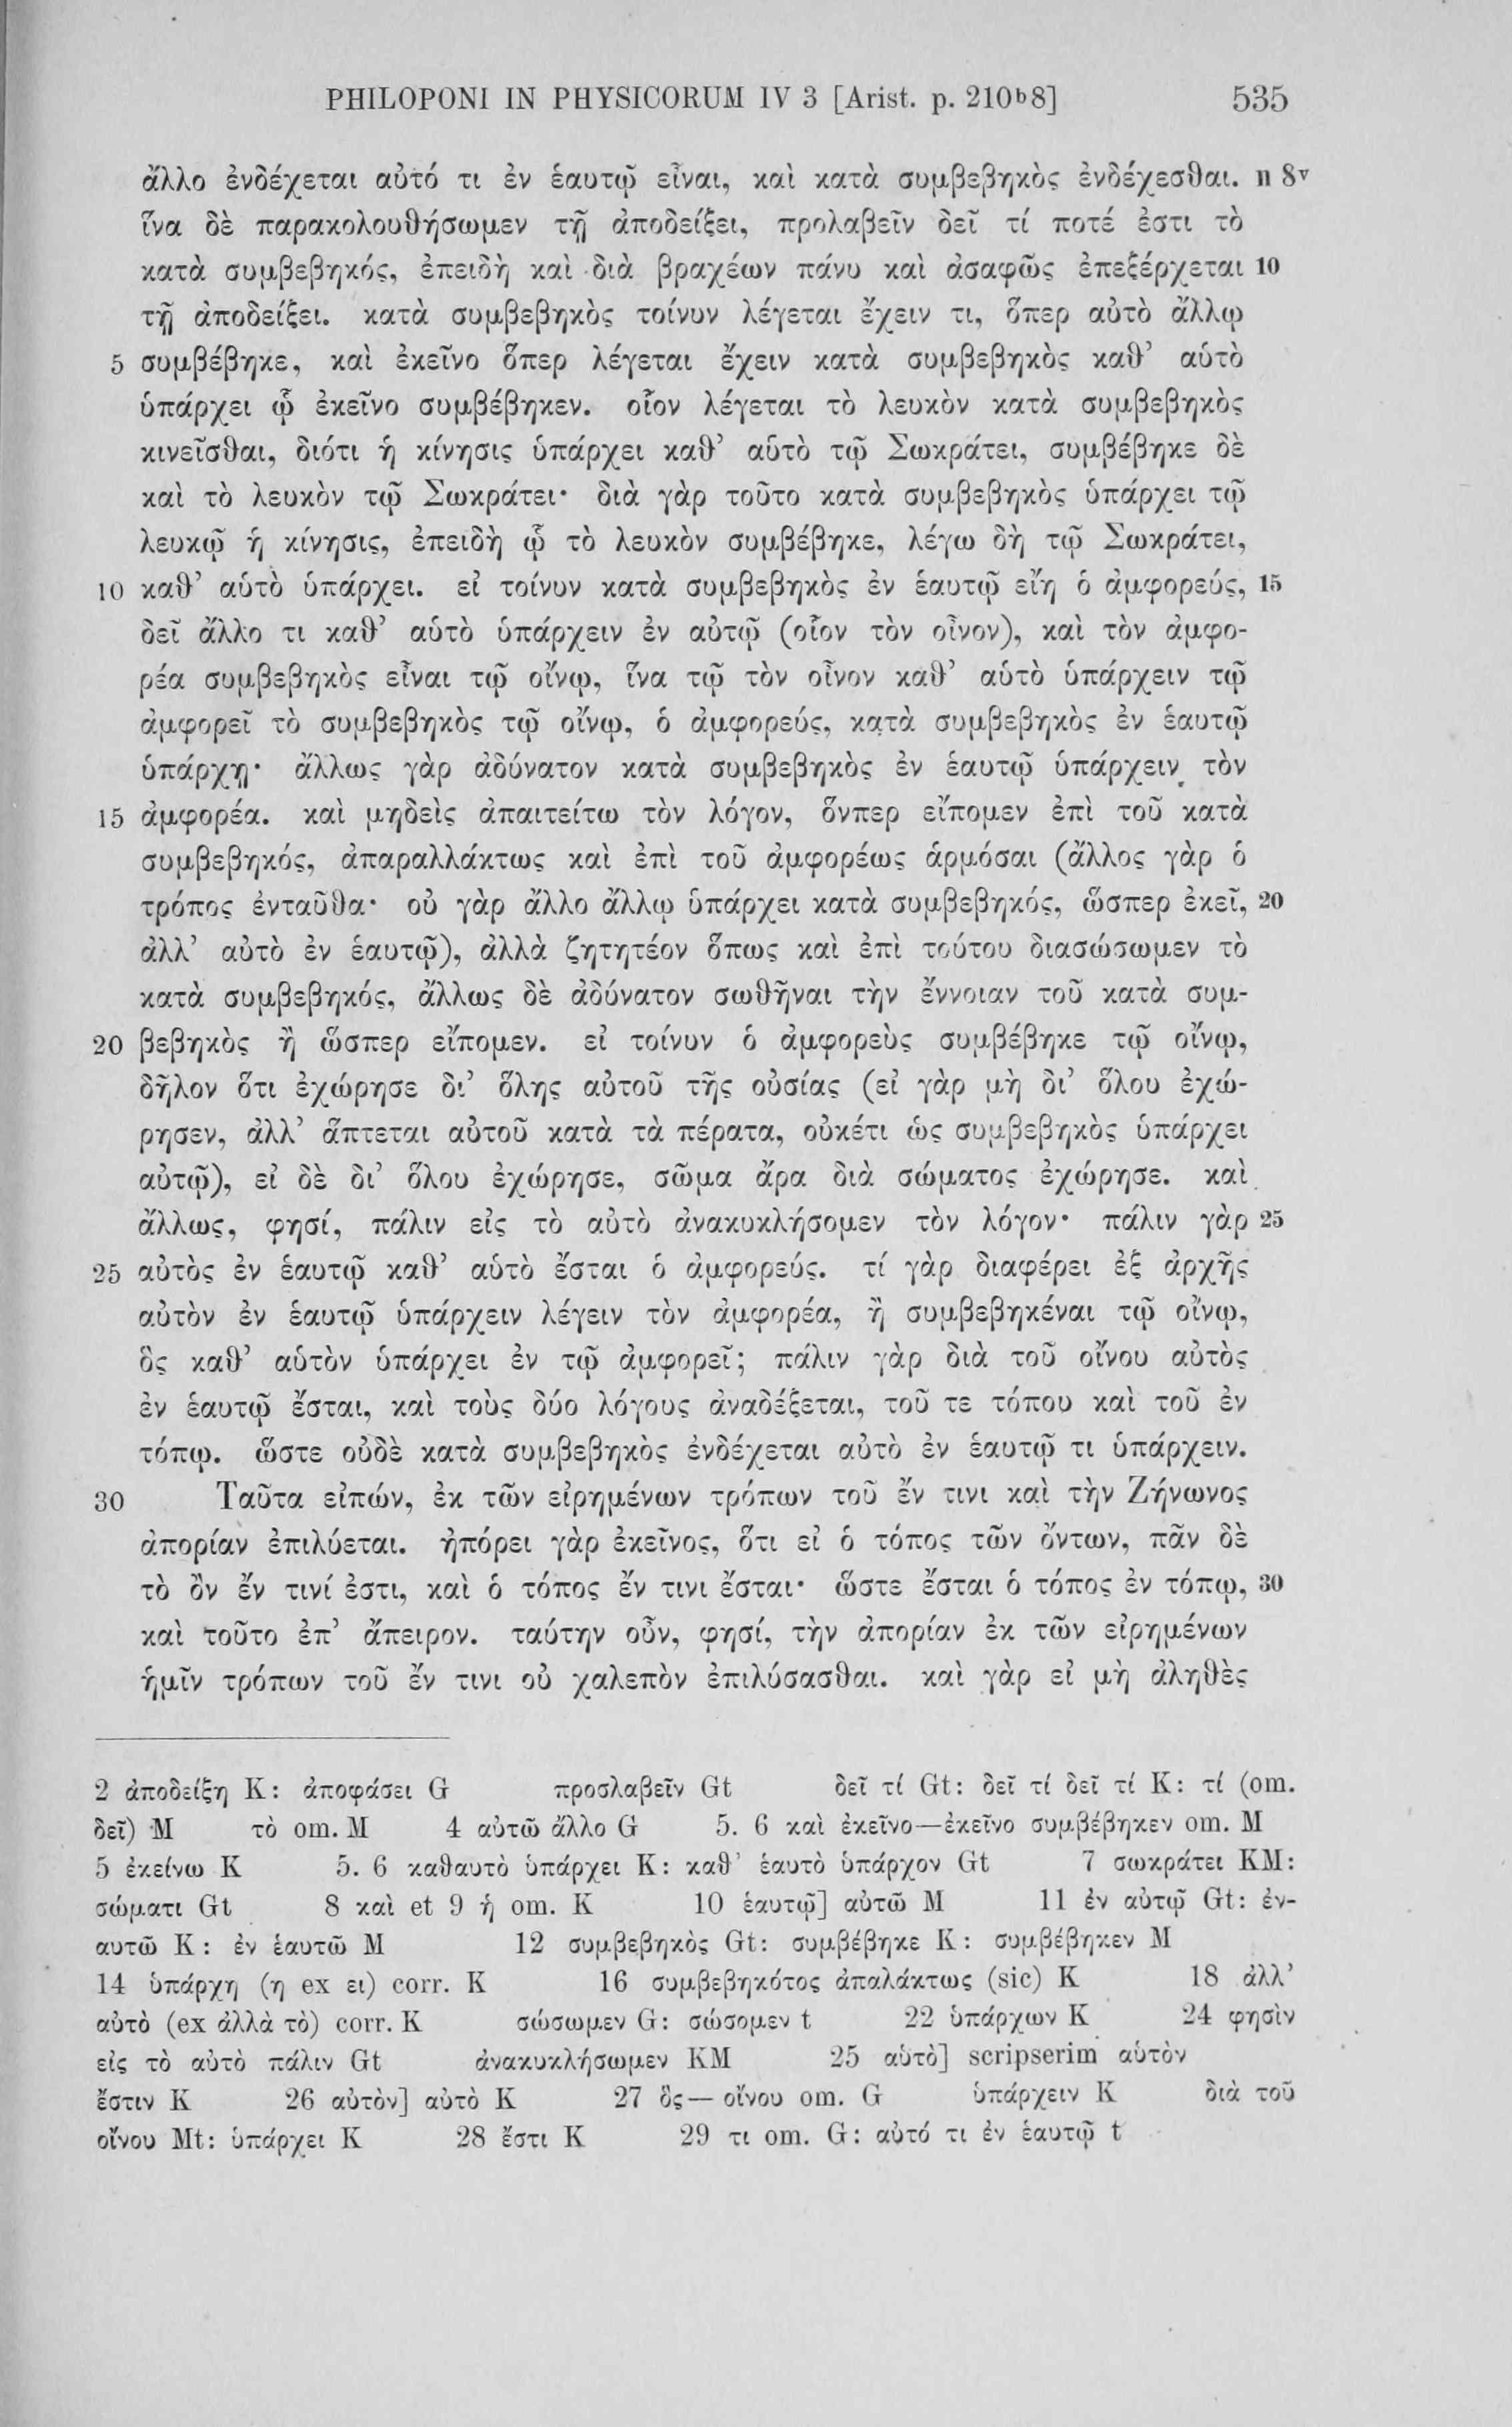 PHILOPONI IN PHYSICORUM IV 3 [Arist. p. 210ᵇ8] 535
ἄλλο ἐνδέχεται αὐτό τι ἐν ἑαυτῷ εἶναι, καὶ κατὰ συμβεβηκὸς ἐνδέχεσθαι. n 8ᵛ
ἵνα δὲ παρακολουθήσωμεν τῇ ἀποδείξει, προλαβεῖν δεῖ τί ποτέ ἐστι τὸ
κατὰ συμβεβηκός, ἐπειδὴ καὶ διὰ βραχέων πάνυ καὶ ἀσαφῶς ἐπεξέρχεται 10
τῇ ἀποδείξει. κατὰ συμβεβηκὸς τοίνυν λέγεται ἔχειν τι, ὅπερ αὐτὸ ἄλλῳ
5 συμβέβηκε, καὶ ἐκεῖνο ὅπερ λέγεται ἔχειν κατὰ συμβεβηκὸς καθ’ αὑτὸ
ὑπάρχει ᾧ ἐκεῖνο συμβέβηκεν. οἷον λέγεται τὸ λευκὸν κατὰ συμβεβηκὸς
κινεῖσθαι, διότι ἡ κίνησις ὑπάρχει καθ’ αὑτὸ τῷ Σωκράτει, συμβέβηκε δὲ
καὶ τὸ λευκὸν τῷ Σωκράτει· διὰ γὰρ τοῦτο κατὰ συμβεβηκὸς ὑπάρχει τῷ
λευκῷ ἡ κίνησις, ἐπειδὴ ᾧ τὸ λευκὸν συμβέβηκε, λέγω δὴ τῷ Σωκράτει,
10 καθ’ αὑτὸ ὑπάρχει. εἰ τοίνυν κατὰ συμβεβηκὸς ἐν ἑαυτῷ εἴη ὁ ἀμφορεύς, 15
δεῖ ἄλλο τι καθ’ αὑτὸ ὑπάρχειν ἐν αὐτῷ (οἷον τὸν οἶνον), καὶ τὸν ἀμφο-
ρέα συμβεβηκὸς εἶναι τῷ οἴνῳ, ἵνα τῷ τὸν οἶνον καθ’ αὑτὸ ὑπάρχειν τῷ
ἀμφορεῖ τὸ συμβεβηκὸς τῷ οἴνῳ, ὁ ἀμφορεύς, κατὰ συμβεβηκὸς ἐν ἑαυτῷ
ὑπάρχῃ· ἄλλως γὰρ ἀδύνατον κατὰ συμβεβηκὸς ἐν ἑαυτῷ ὑπάρχειν τὸν
15 ἀμφορέα. καὶ μηδεὶς ἀπαιτείτω τὸν λόγον, ὅνπερ εἴπομεν ἐπὶ τοῦ κατὰ
συμβεβηκός, ἀπαραλλάκτως καὶ ἐπὶ τοῦ ἀμφορέως ἁρμόσαι (ἄλλος γὰρ ὁ
τρόπος ἐνταῦθα· οὐ γὰρ ἄλλο ἄλλῳ ὑπάρχει κατὰ συμβεβηκός, ὥσπερ ἐκεῖ, 20
ἀλλ’ αὐτὸ ἐν ἑαυτῷ), ἀλλὰ ζητητέον ὅπως καὶ ἐπὶ τούτου διασώσωμεν τὸ
κατὰ συμβεβηκός, ἄλλως δὲ ἀδύνατον σωθῆναι τὴν ἔννοιαν τοῦ κατὰ συμ-
20 βεβηκὸς ἢ ὥσπερ εἴπομεν. εἰ τοίνυν ὁ ἀμφορεὺς συμβέβηκε τῷ οἴνῳ,
δῆλον ὅτι ἐχώρησε δι’ ὅλης αὐτοῦ τῆς οὐσίας (εἰ γὰρ μὴ δι’ ὅλου ἐχώ-
ρησεν, ἀλλ’ ἅπτεται αὐτοῦ κατὰ τὰ πέρατα, οὐκέτι ὡς συμβεβηκὸς ὑπάρχει
αὐτῷ), εἰ δὲ δι’ ὅλου ἐχώρησε, σῶμα ἄρα διὰ σώματος ἐχώρησε. καὶ
ἄλλως, φησί, πάλιν εἰς τὸ αὐτὸ ἀνακυκλήσομεν τὸν λόγον· πάλιν γὰρ 25
25 αὐτὸς ἐν ἑαυτῷ καθ’ αὑτὸ ἔσται ὁ ἀμφορεύς. τί γὰρ διαφέρει ἐξ ἀρχῆς
αὐτὸν ἐν ἑαυτῷ ὑπάρχειν λέγειν τὸν ἀμφορέα, ἢ συμβεβηκέναι τῷ οἴνῳ,
ὃς καθ’ αὑτὸν ὑπάρχει ἐν τῷ ἀμφορεῖ; πάλιν γὰρ διὰ τοῦ οἴνου αὐτὸς
ἐν ἑαυτῷ ἔσται, καὶ τοὺς δύο λόγους ἀναδέξεται, τοῦ τε τόπου καὶ τοῦ ἐν
τόπῳ. ὥστε οὐδὲ κατὰ συμβεβηκὸς ἐνδέχεται αὐτὸ ἐν ἑαυτῷ τι ὑπάρχειν.
30 Ταῦτα εἰπών, ἐκ τῶν εἰρημένων τρόπων τοῦ ἔν τινι καὶ τὴν Ζήνωνος
ἀπορίαν ἐπιλύεται. ἠπόρει γὰρ ἐκεῖνος, ὅτι εἰ ὁ τόπος τῶν ὄντων, πᾶν δὲ
τὸ ὂν ἔν τινί ἐστι, καὶ ὁ τόπος ἔν τινι ἔσται· ὥστε ἔσται ὁ τόπος ἐν τόπῳ, 30
καὶ τοῦτο ἐπ’ ἄπειρον. ταύτην οὖν, φησί, τὴν ἀπορίαν ἐκ τῶν εἰρημένων
ἡμῖν τρόπων τοῦ ἔν τινι οὐ χαλεπὸν ἐπιλύσασθαι. καὶ γὰρ εἰ μὴ ἀληθὲς
2 ἀποδείξη K: ἀποφάσει G προσλαβεῖν Gt δεῖ τί Gt: δεῖ τί δεῖ τί K: τί (om.
δεῖ) M τὸ om. M 4 αὐτῶ ἄλλο G 5. 6 καὶ ἐκεῖνο—ἐκεῖνο συμβέβηκεν om. M
5 ἐκείνω K 5. 6 καθαυτὸ ὑπάρχει K: καθ’ ἑαυτὸ ὑπάρχον Gt 7 σωκράτει KM:
σώματι Gt 8 καὶ et 9 ἡ om. K 10 ἑαυτῷ] αὐτῶ M 11 ἐν αὐτῷ Gt: ἐν-
αυτῶ K: ἐν ἑαυτῶ M 12 συμβεβηκὸς Gt: συμβέβηκε K: συμβέβηκεν M
14 ὑπάρχη (η ex ει) corr. K 16 συμβεβηκότος ἀπαλάκτως (sic) K 18 ἀλλ’
αὐτὸ (ex ἀλλὰ τὸ) corr. K σώσωμεν G: σώσομεν t 22 ὑπάρχων K 24 φησὶν
εἰς τὸ αὐτὸ πάλιν Gt ἀνακυκλήσωμεν KM 25 αὑτὸ] scripserim αὑτὸν
ἔστιν K 26 αὐτὸν] αὐτὸ K 27 ὃς—οἴνου om. G ὑπάρχειν K διὰ τοῦ
οἴνου Mt: ὑπάρχει K 28 ἔστι K 29 τι om. G: αὐτό τι ἐν ἑαυτῷ t